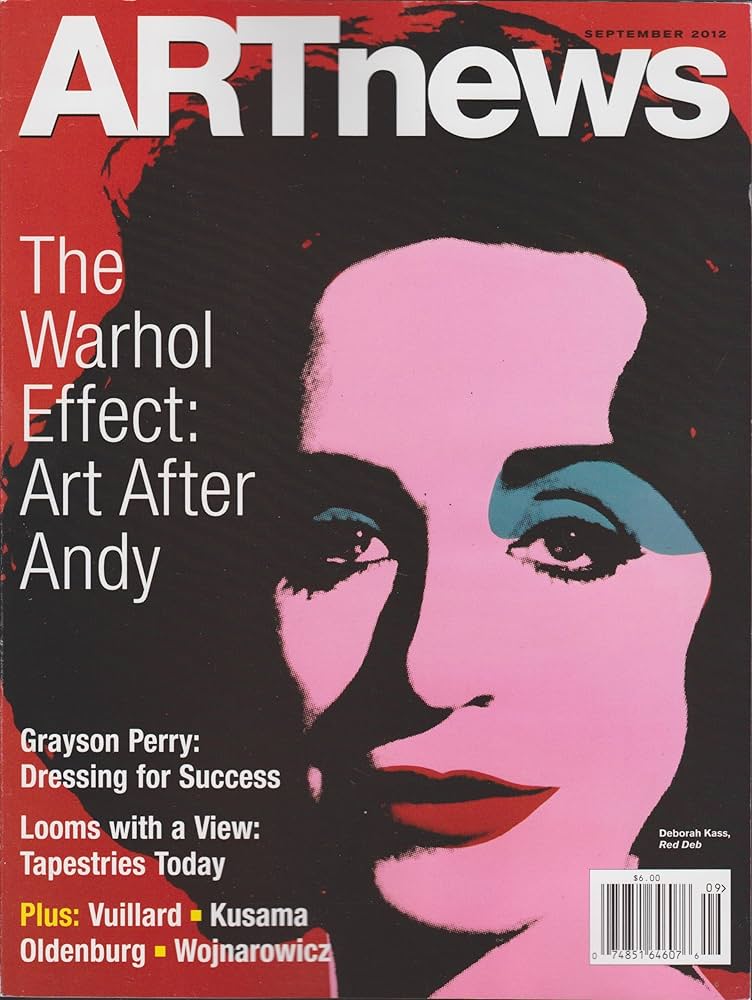 SEPTEMBER 2012
ARTnews
The
Warhol
Effect:
Art After
Andy
Grayson Perry:
Dressing for Success
Looms with a View:
Tapestries Today
Plus: Vuillard ▪ Kusama
Oldenburg ▪ Wojnarowicz
Deborah Kass,
Red Deb
$6.00
09>
0 74851 64607 6